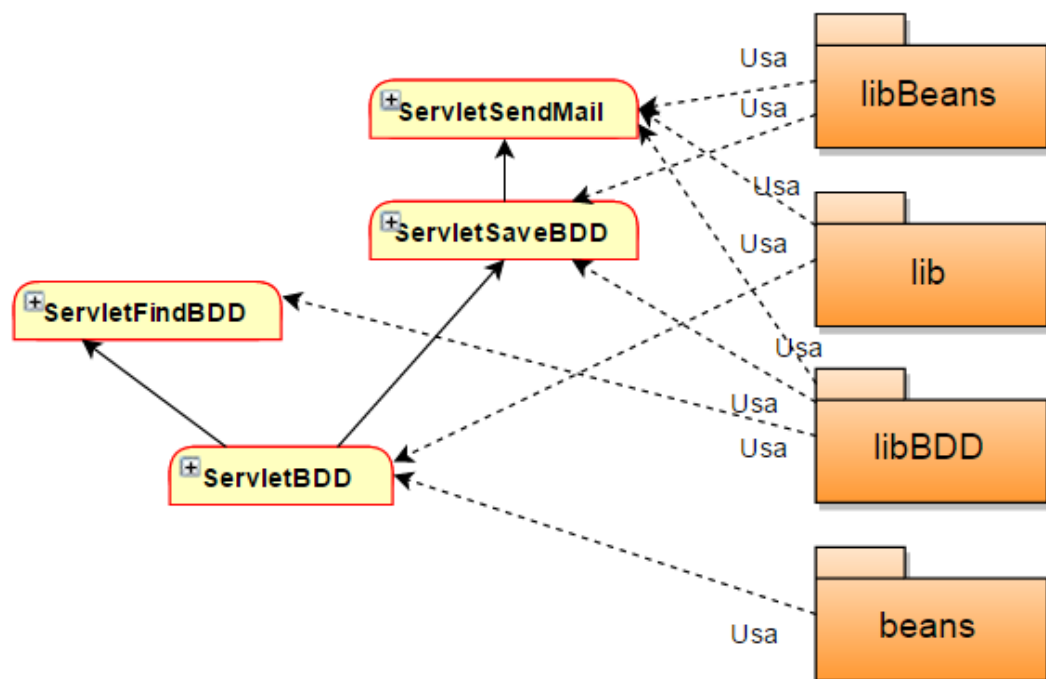 Usa
libBeans
ServletSendMail
Usa
Usa
ServletSaveBDD
Usa
lib
ServletFindBDD
Usa
Usa
libBDD
Usa
ServletBDD
beans
Usa